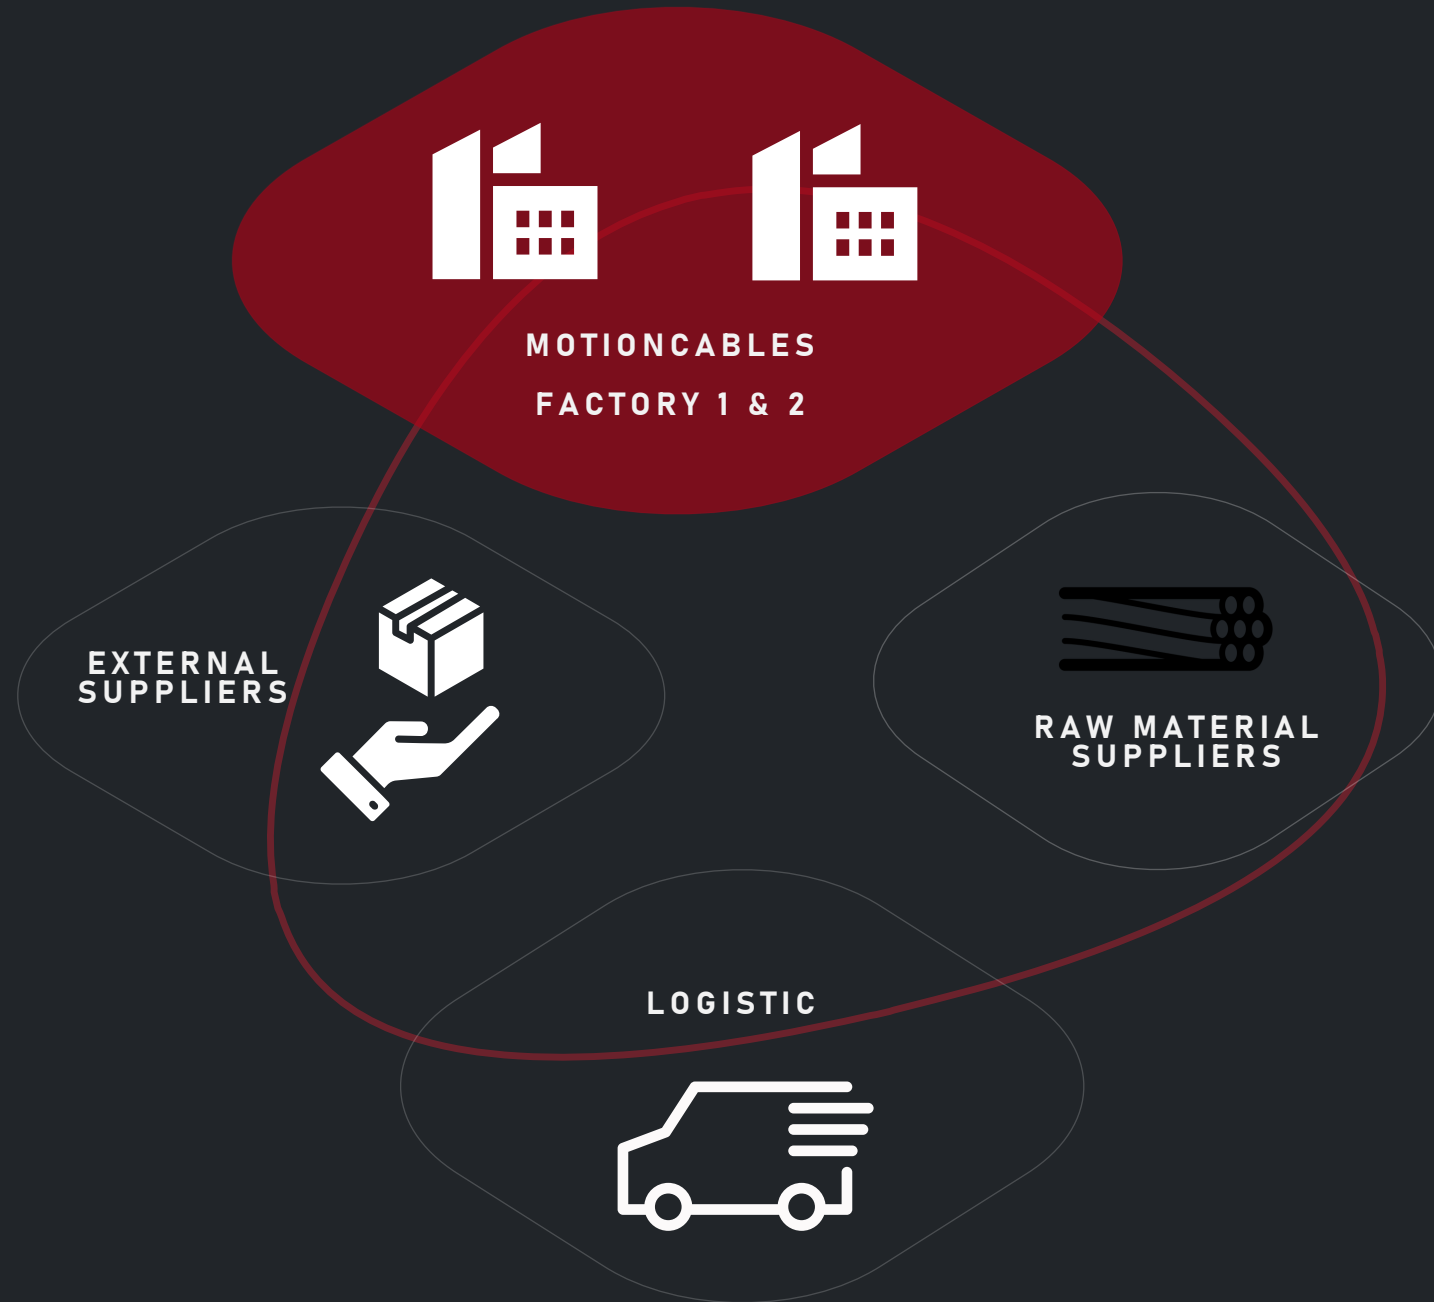 MOTIONCABLES
FACTORY 1 & 2
EXTERNAL
SUPPLIERS
RAW MATERIAL
SUPPLIERS
LOGISTIC